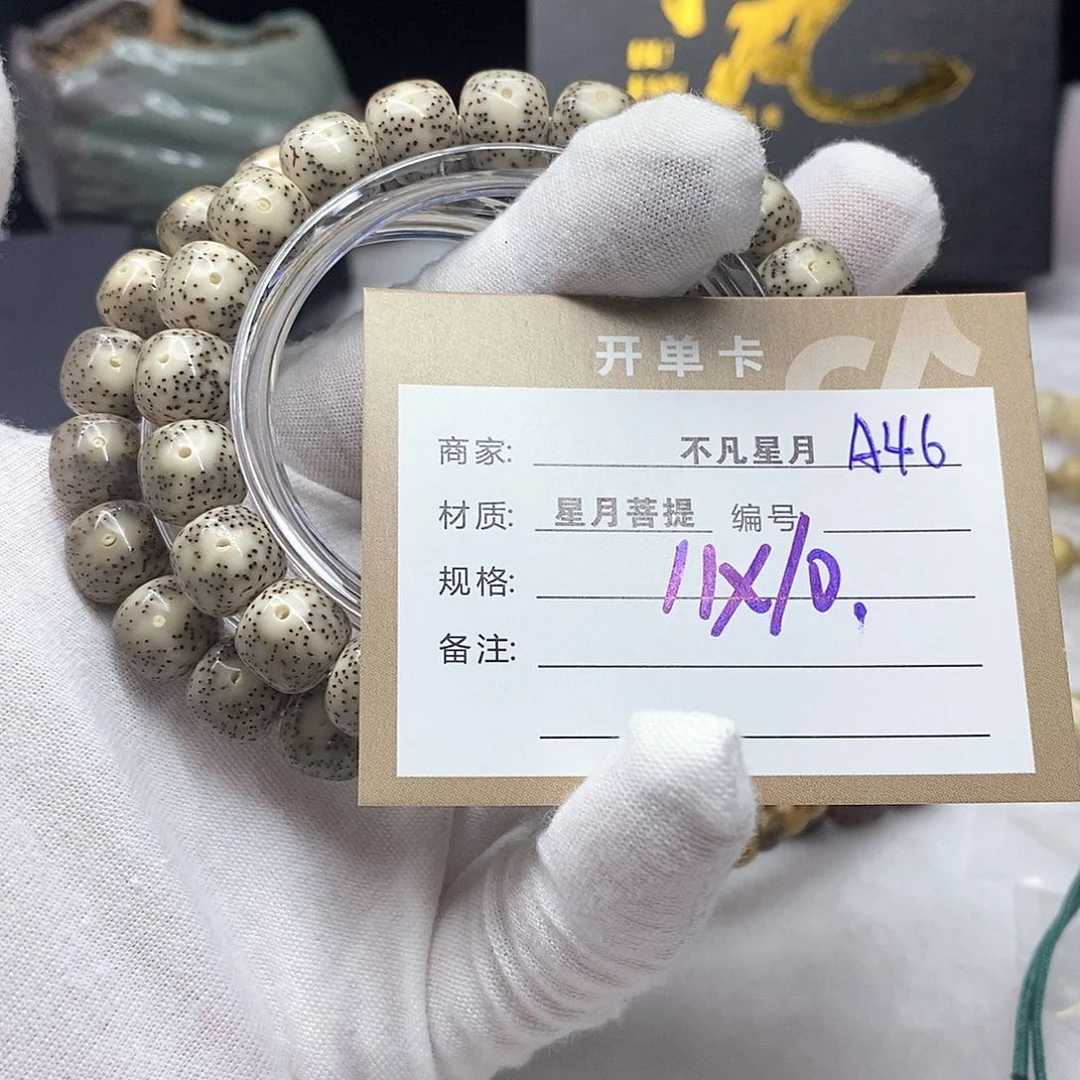 开单卡
商家: 不凡星月 A46
材质: 星月菩提 编号
规格: 11X10.
备注: